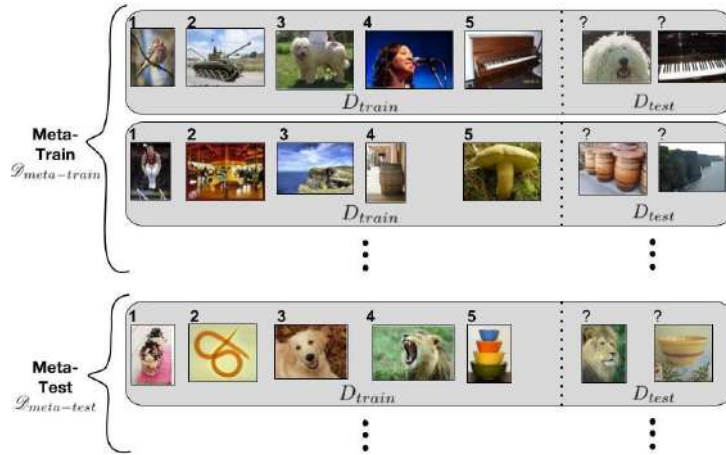 1 2 3 4 5 ? ?
D_train D_test
Meta-
Train
𝒟_meta−train
1 2 3 4 5 ? ?
D_train D_test
1 2 3 4 5 ? ?
Meta-
Test
𝒟_meta−test
D_train D_test